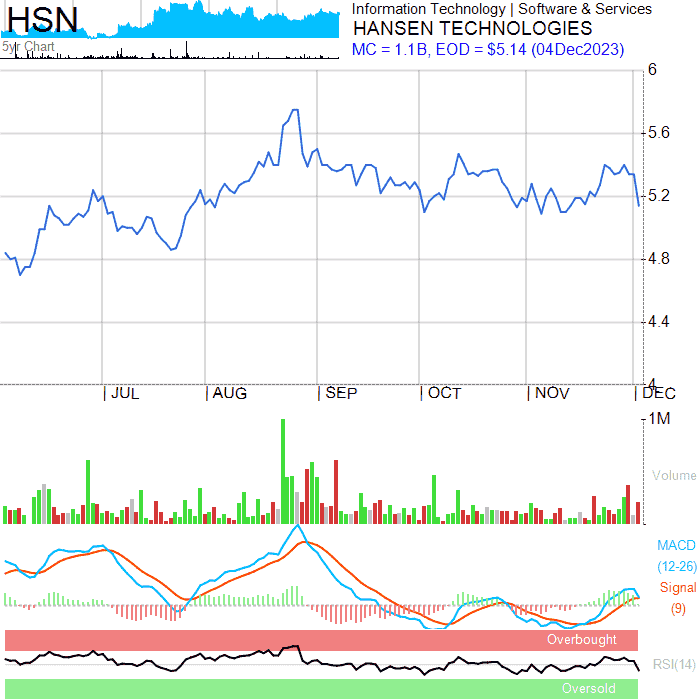 HSN
Information Technology | Software & Services
HANSEN TECHNOLOGIES
5yr Chart
MC = 1.1B, EOD = $5.14 (04Dec2023)
6
5.6
5.2
4.8
4.4
4
JUL AUG SEP OCT NOV DEC
1M
Volume
MACD
(12-26)
Signal
(9)
Overbought
RSI(14)
Oversold